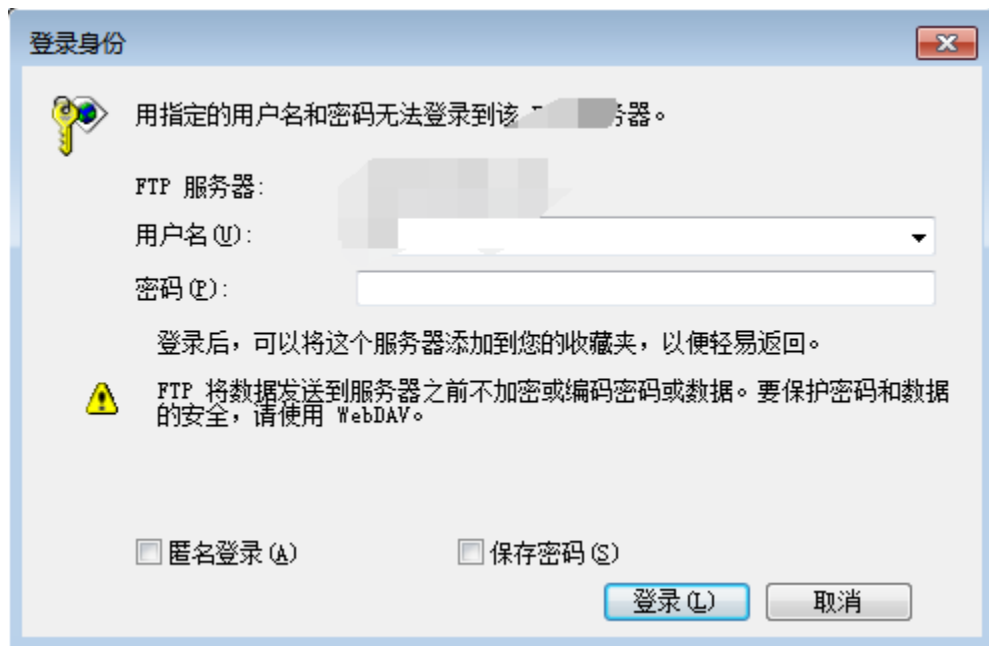 登录身份
用指定的用户名和密码无法登录到该 务器。
FTP 服务器:
用户名(U):
密码(P):
登录后，可以将这个服务器添加到您的收藏夹，以便轻易返回。
FTP 将数据发送到服务器之前不加密或编码密码或数据。要保护密码和数据
的安全，请使用 WebDAV。
匿名登录(A)
保存密码(S)
登录(L)
取消